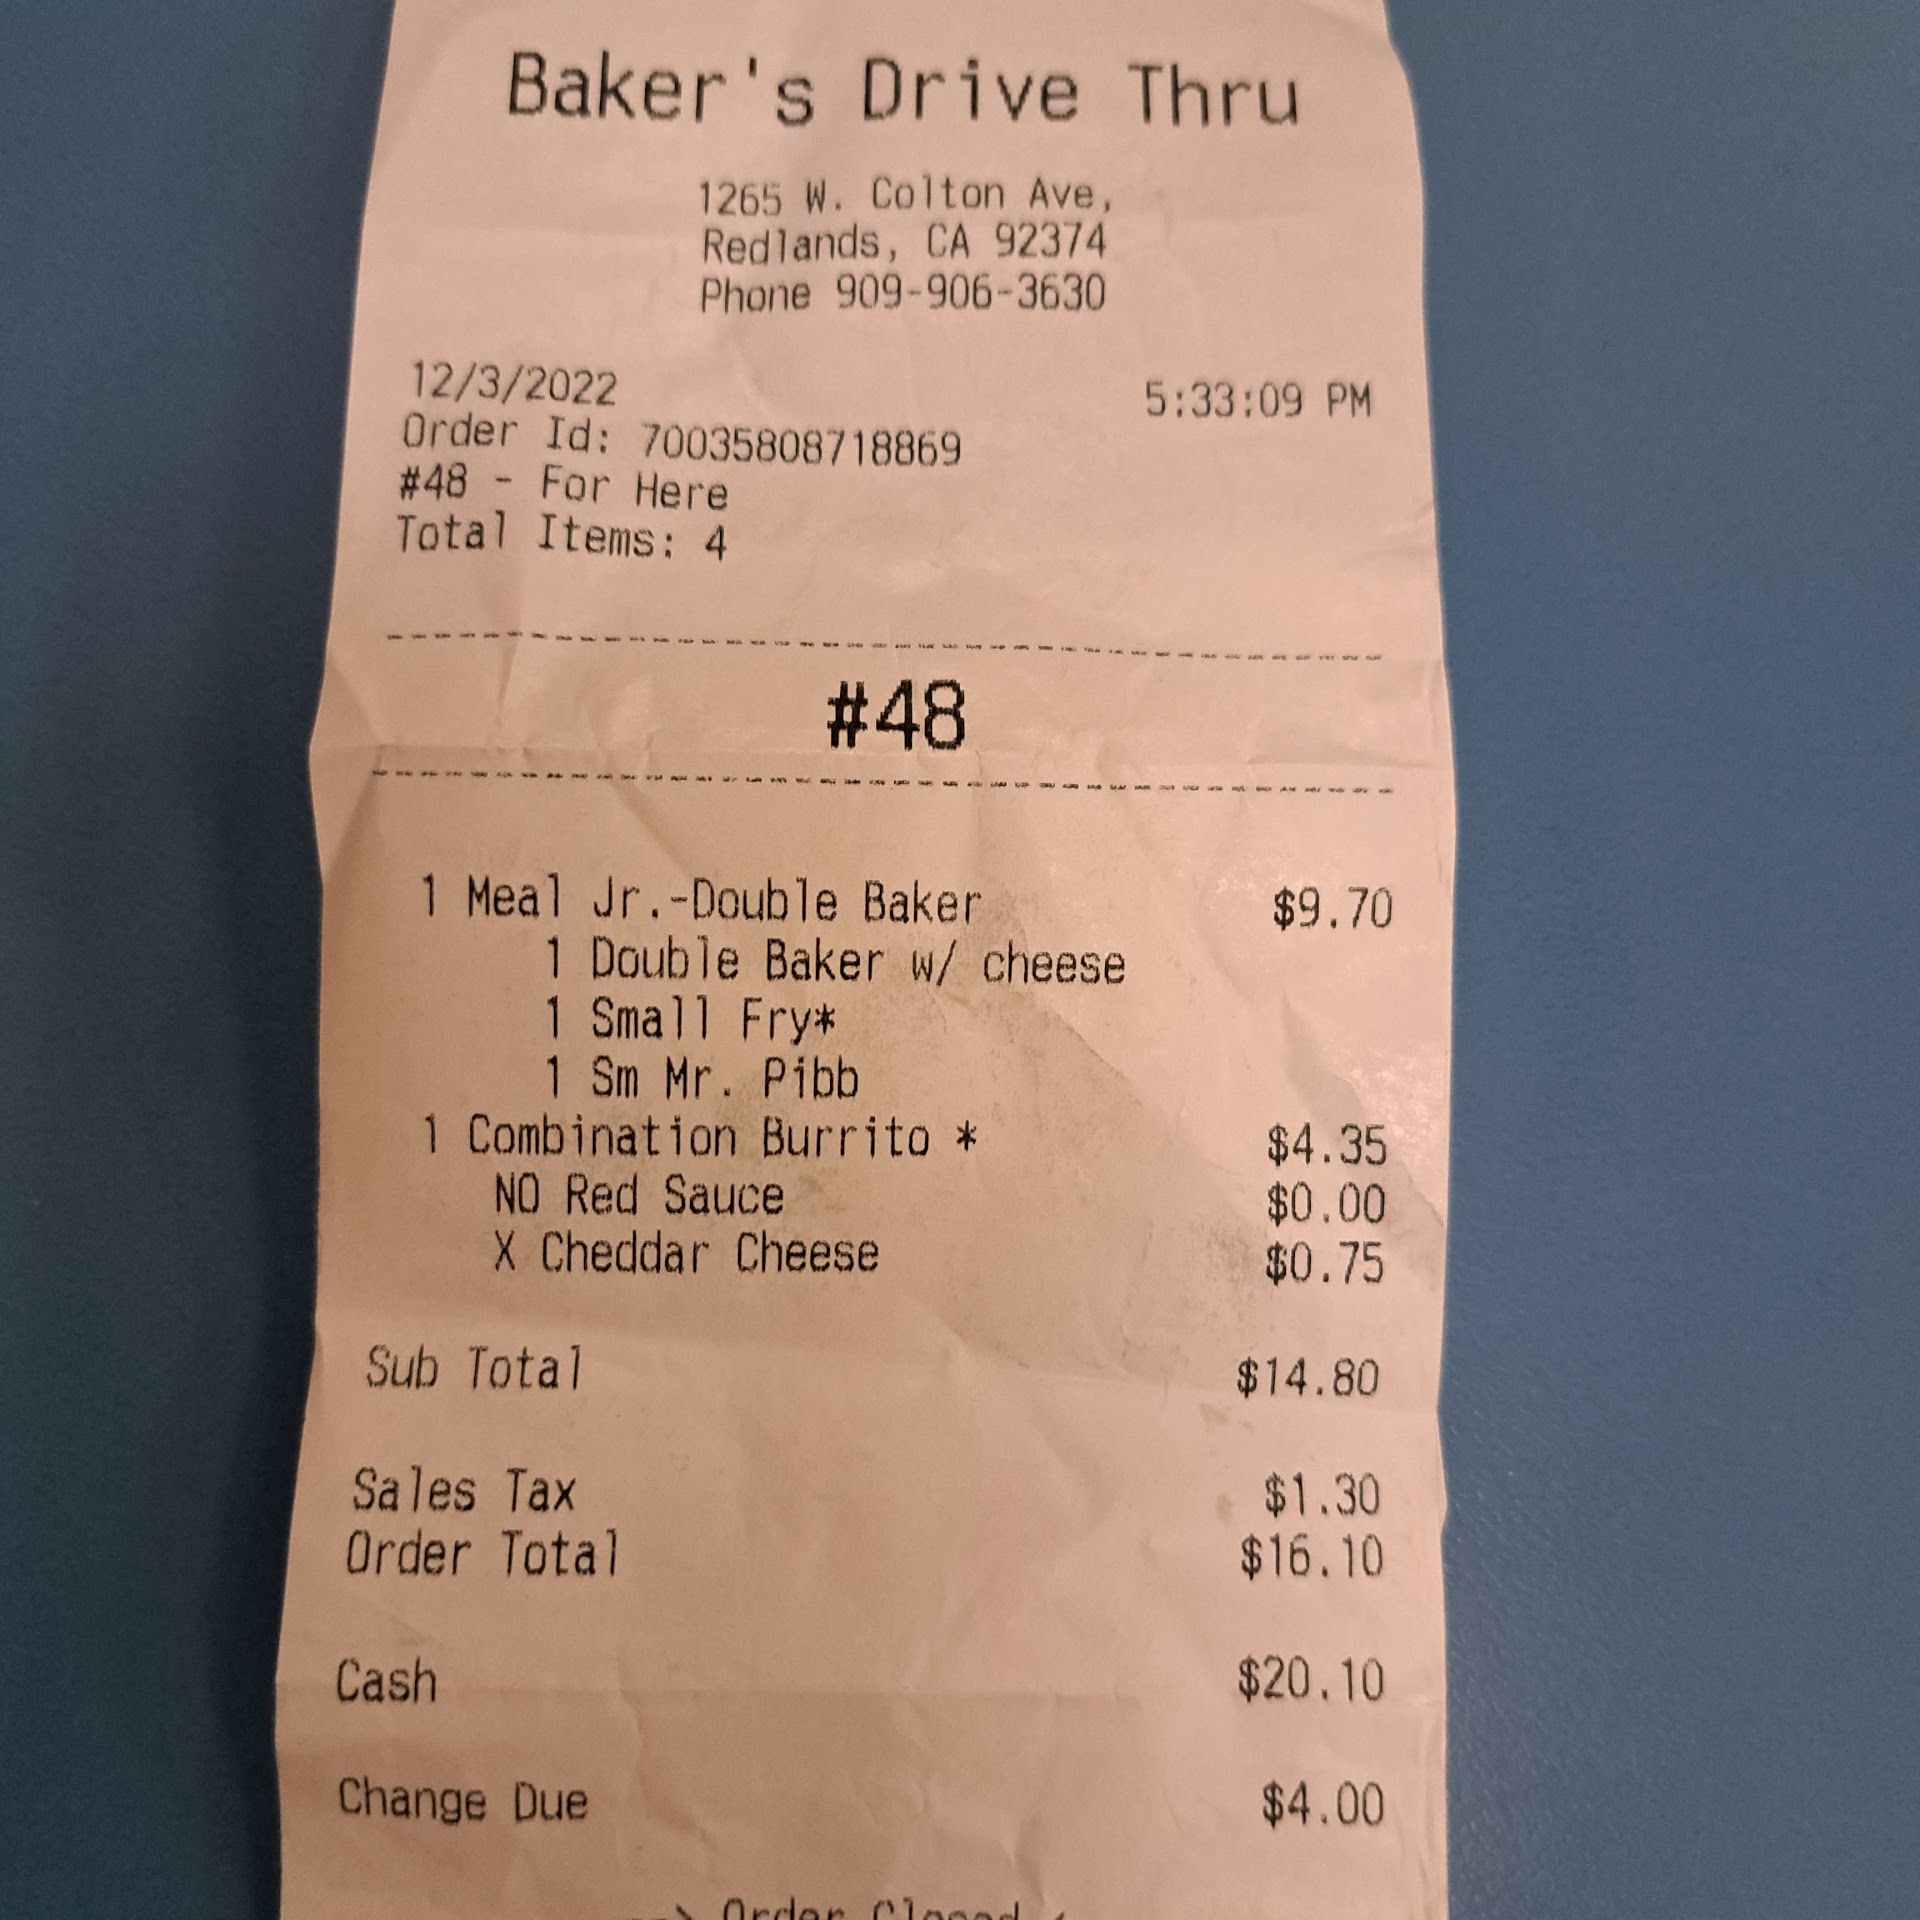 Baker's Drive Thru
1265 W. Colton Ave,
Redlands, CA 92374
Phone 909-906-3630
12/3/2022 5:33:09 PM
Order Id: 70035808718869
#48 - For Here
Total Items: 4
#48
1 Meal Jr.-Double Baker $9.70
1 Double Baker w/ cheese
1 Small Fry*
1 Sm Mr. Pibb
1 Combination Burrito * $4.35
NO Red Sauce $0.00
X Cheddar Cheese $0.75
Sub Total $14.80
Sales Tax $1.30
Order Total $16.10
Cash $20.10
Change Due $4.00
--> Order Closed <